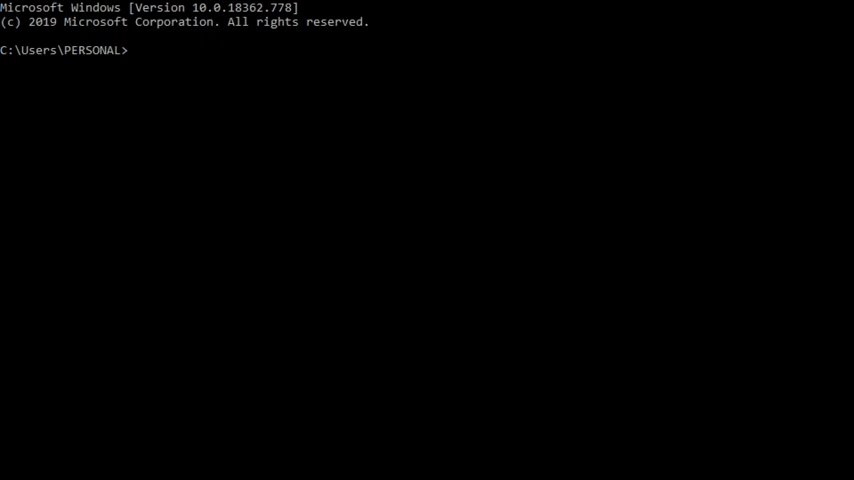 Microsoft Windows [Version 10.0.18362.778]
(c) 2019 Microsoft Corporation. All rights reserved.
C:\Users\PERSONAL>